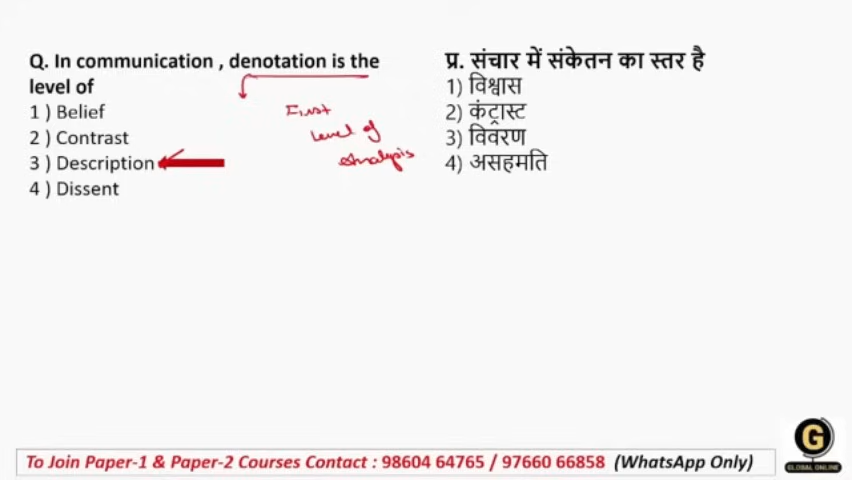 Q. In communication , denotation is the
level of
1 ) Belief
2 ) Contrast
3 ) Description
4 ) Dissent
First
level of
Analysis
प्र. संचार में संकेतन का स्तर है
1) विश्वास
2) कंट्रास्ट
3) विवरण
4) असहमति
To Join Paper-1 & Paper-2 Courses Contact : 98604 64765 / 97660 66858 (WhatsApp Only)
G
GLOBAL ONLINE